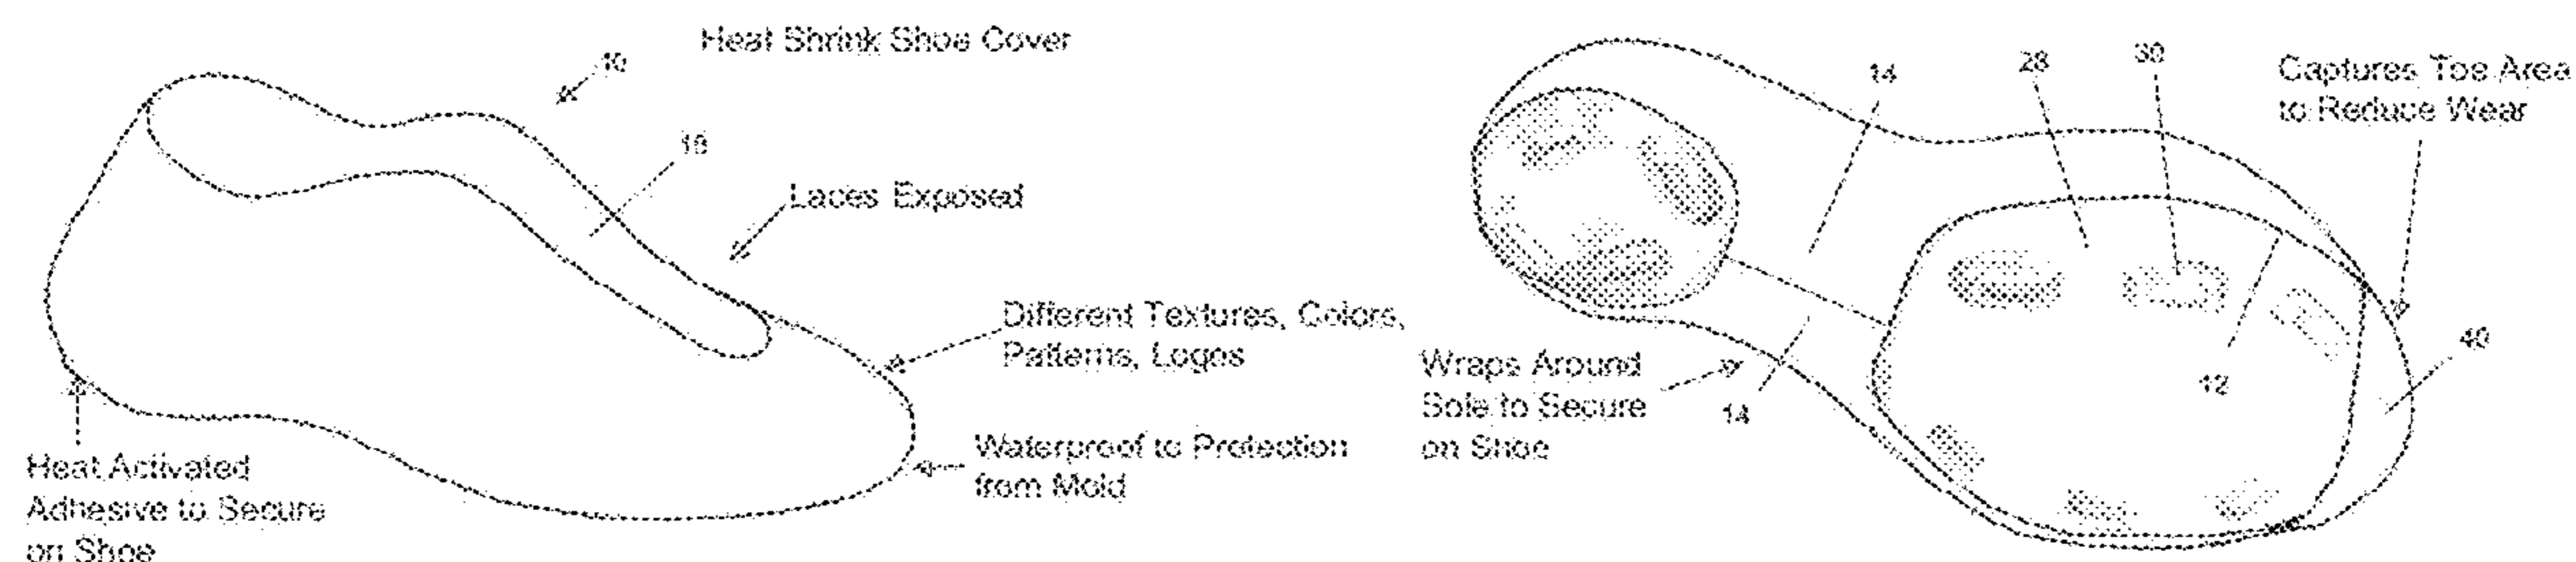 Heat Shrink Shoe Cover
10
16
Laces Exposed
Different Textures, Colors,
Patterns, Logos
Waterproof to Protection
from Mold
Heat Activated
Adhesive to Secure
on Shoe
14
28
30
Captures Toe Area
to Reduce Wear
40
12
Wraps Around
Sole to Secure
on Shoe
14